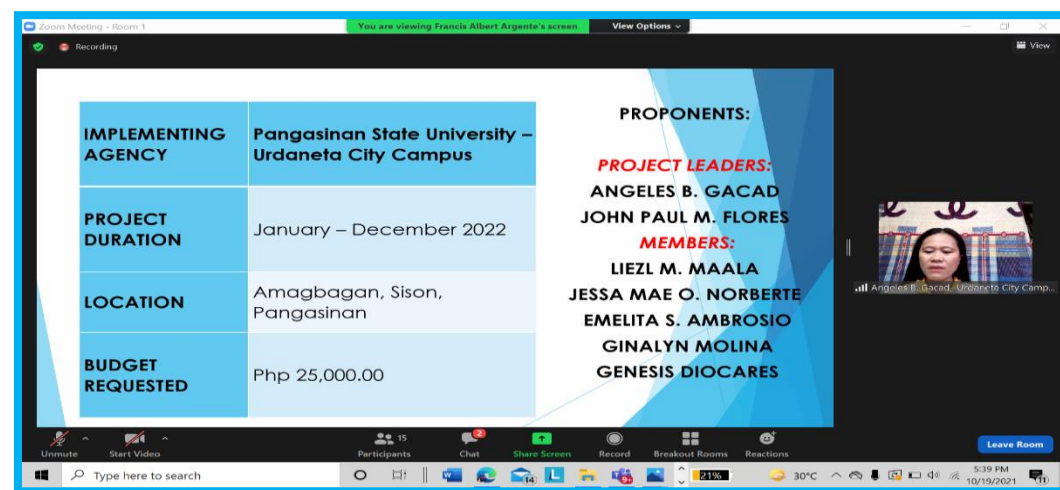 Zoom Meeting - Room 1
You are viewing Francis Albert Argente's screen
View Options
Recording
View
IMPLEMENTING
AGENCY
Pangasinan State University –
Urdaneta City Campus
PROJECT
DURATION
January – December 2022
LOCATION
Amagbagan, Sison,
Pangasinan
BUDGET
REQUESTED
Php 25,000.00
PROPONENTS:
PROJECT LEADERS:
ANGELES B. GACAD
JOHN PAUL M. FLORES
MEMBERS:
LIEZL M. MAALA
JESSA MAE O. NORBERTE
EMELITA S. AMBROSIO
GINALYN MOLINA
GENESIS DIOCARES
Angeles B. Gacad, Urdaneta City Camp...
Unmute
Start Video
15
Participants
2
Chat
Share Screen
Record
Breakout Rooms
Reactions
Leave Room
Type here to search
14
L
21%
30°C
5:39 PM
10/19/2021
11